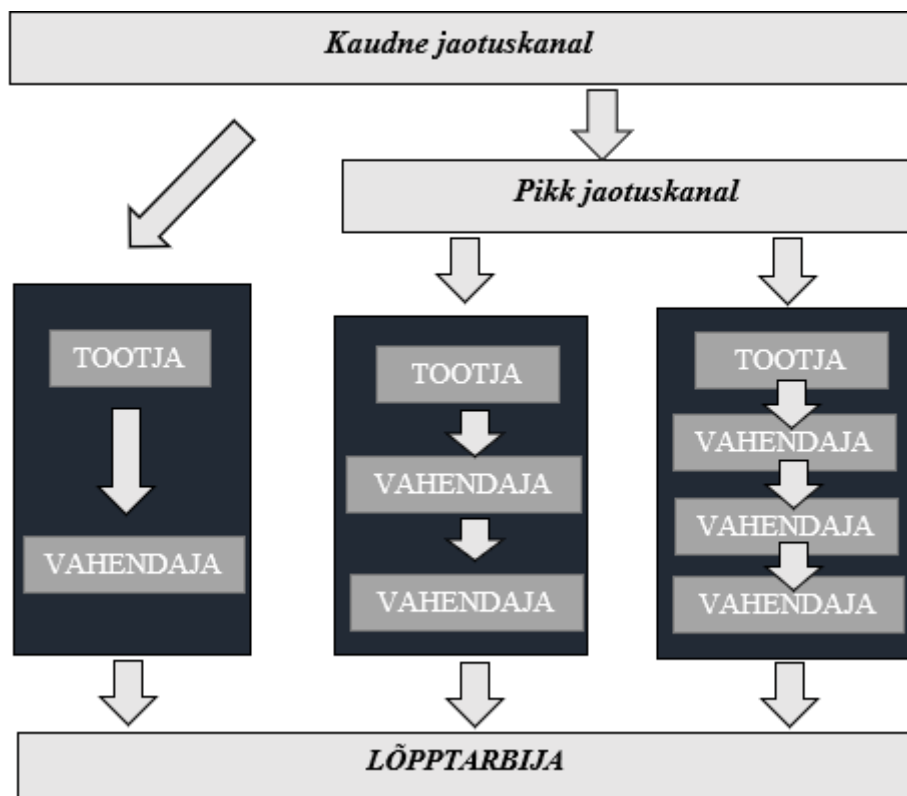 Kaudne jaotuskanal
Pikk jaotuskanal
TOOTJA
VAHENDAJA
TOOTJA
VAHENDAJA
VAHENDAJA
TOOTJA
VAHENDAJA
VAHENDAJA
VAHENDAJA
LÕPPTARBIJA